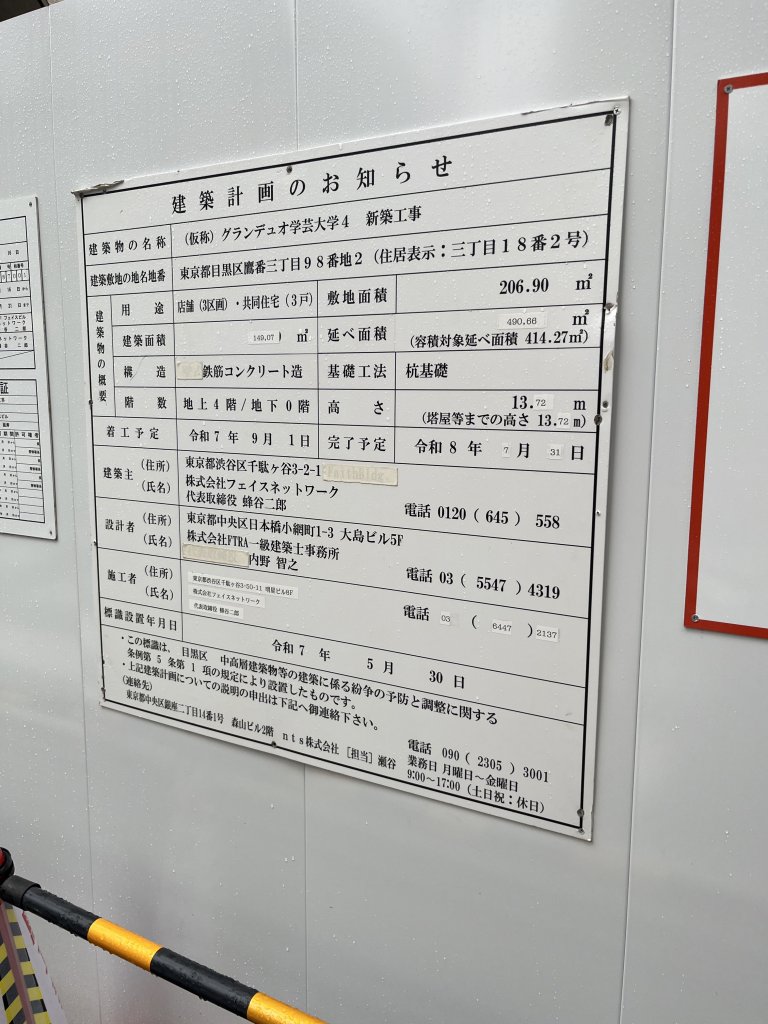 建築計画のお知らせ
建築物の名称 (仮称) グランデュオ学芸大学4 新築工事
建築敷地の地名地番 東京都目黒区鷹番三丁目98番地2 (住居表示：三丁目18番2号)
建築物の概要
用途 店舗 (3区画)・共同住宅 (3戸) 敷地面積 206.90 ㎡
建築面積 149.07 ㎡ 延べ面積 490.66 ㎡
(容積対象延べ面積 414.27㎡)
構造 鉄筋コンクリート造 基礎工法 杭基礎
階数 地上4階/地下0階 高さ 13.72 m
(塔屋等までの高さ 13.72 m)
着工予定 令和7年 9月 1日 完了予定 令和8年 7月 31日
建築主 (住所) 東京都渋谷区千駄ヶ谷3-2-1
(氏名) 株式会社フェイスネットワーク
代表取締役 蜂谷二郎 電話 0120 (645) 558
設計者 (住所) 東京都中央区日本橋小網町1-3 大島ビル5F
(氏名) 株式会社FTRA一級建築士事務所
内野 智之 電話 03 (5547) 4319
施工者 (住所) 東京都渋谷区千駄ヶ谷3-50-11 明星ビル6F
(氏名) 株式会社フェイスネットワーク
代表取締役 蜂谷二郎 電話 03 (6447) 2137
標識設置年月日 令和7年 5月 30日
・この標識は、目黒区 中高層建築物等の建築に係る紛争の予防と調整に関する
条例第5条第1項の規定により設置したものです。
・上記建築計画についての説明の申出は下記へ御連絡下さい。
(連絡先)
東京都中央区銀座二丁目14番1号 森山ビル2階 nts株式会社 [担当] 瀬谷
電話 090 (2305) 3001
業務日 月曜日～金曜日
9:00～17:00 (土日祝：休日)